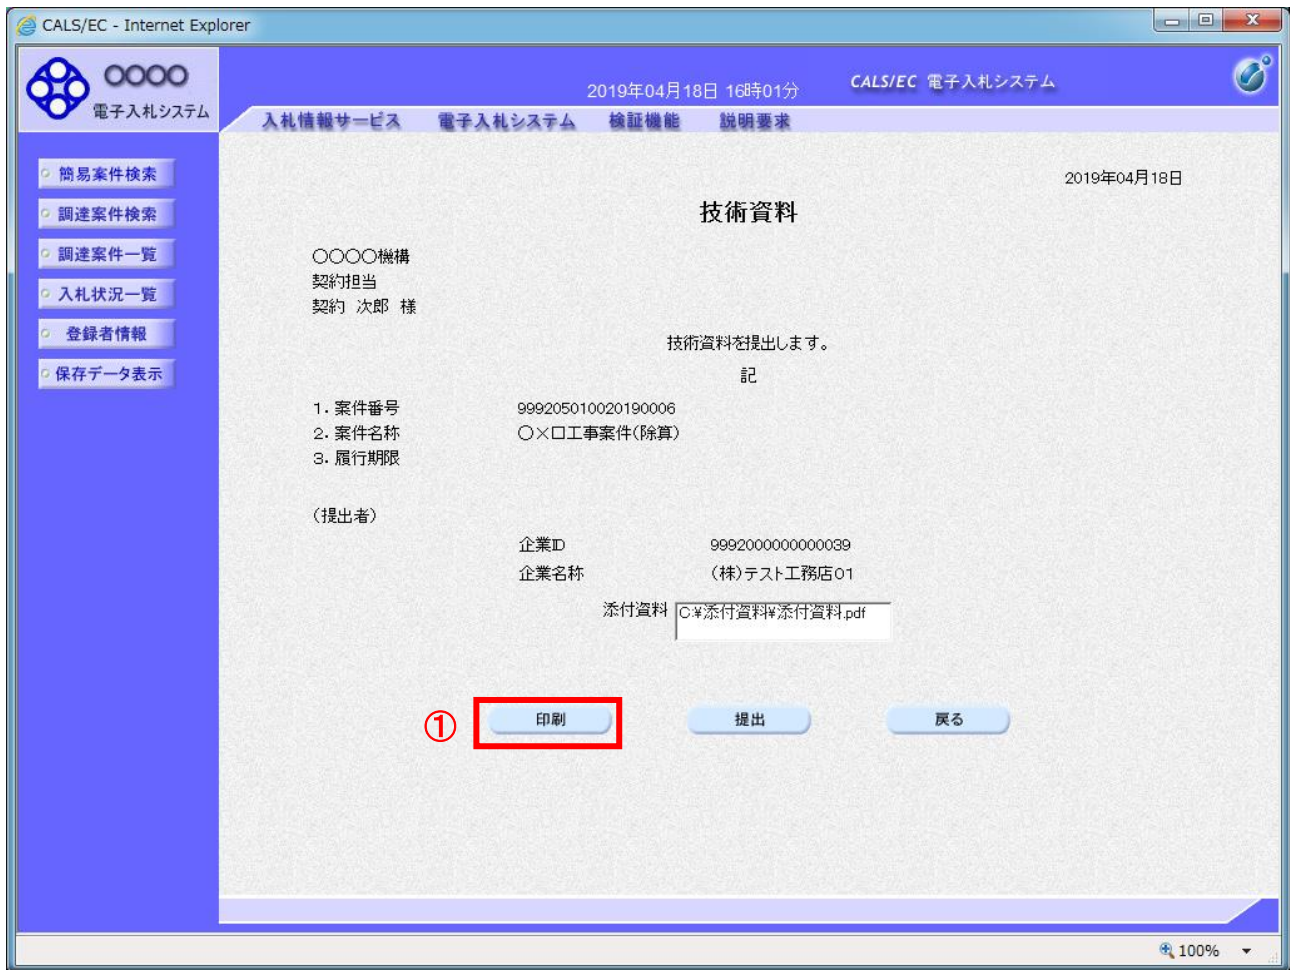 CALS/EC - Internet Explorer
〇〇〇〇
電子入札システム
2019年04月18日 16時01分
CALS/EC 電子入札システム
入札情報サービス 電子入札システム 検証機能 説明要求
簡易案件検索
調達案件検索
調達案件一覧
入札状況一覧
登録者情報
保存データ表示
2019年04月18日
技術資料
〇〇〇〇機構
契約担当
契約 次郎 様
技術資料を提出します。
記
1.案件番号 999205010020190006
2.案件名称 〇×口工事案件(除算)
3.履行期限
(提出者)
企業ID 9992000000000039
企業名称 (株)テスト工務店01
添付資料 C:¥添付資料¥添付資料.pdf
① 印刷 提出 戻る
100%